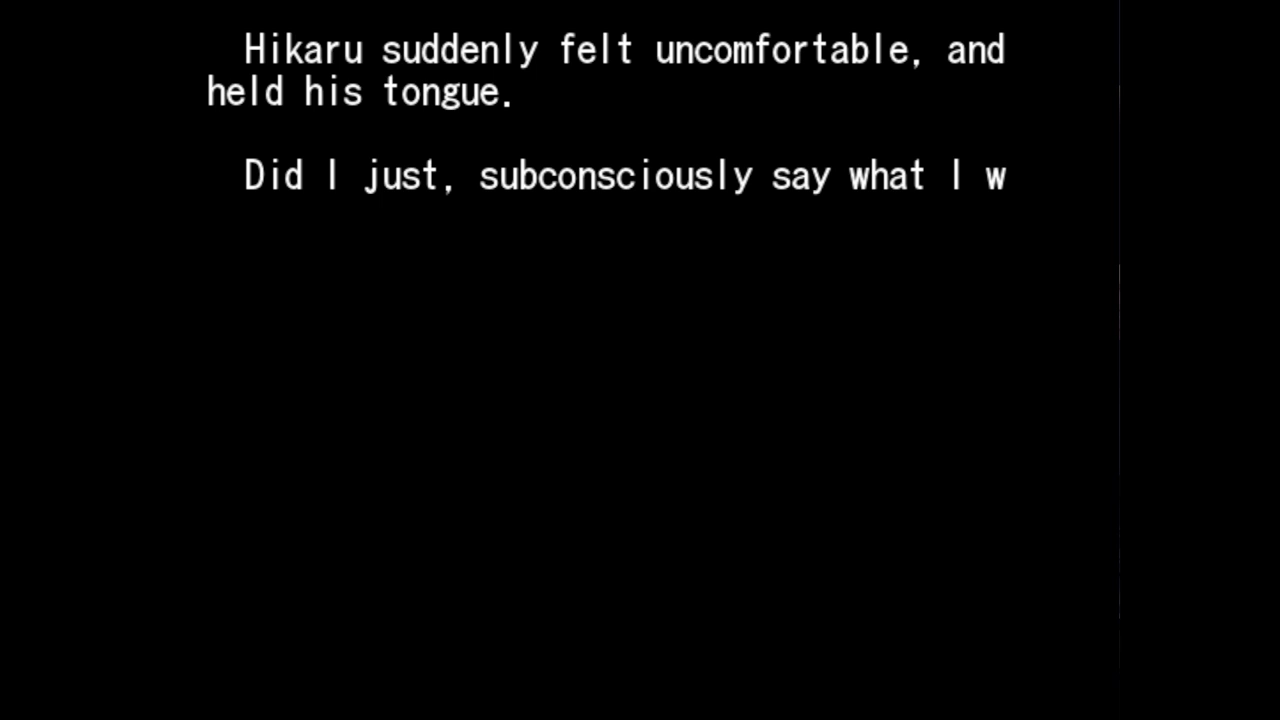 Hikaru suddenly felt uncomfortable, and
held his tongue.
Did I just, subconsciously say what I w